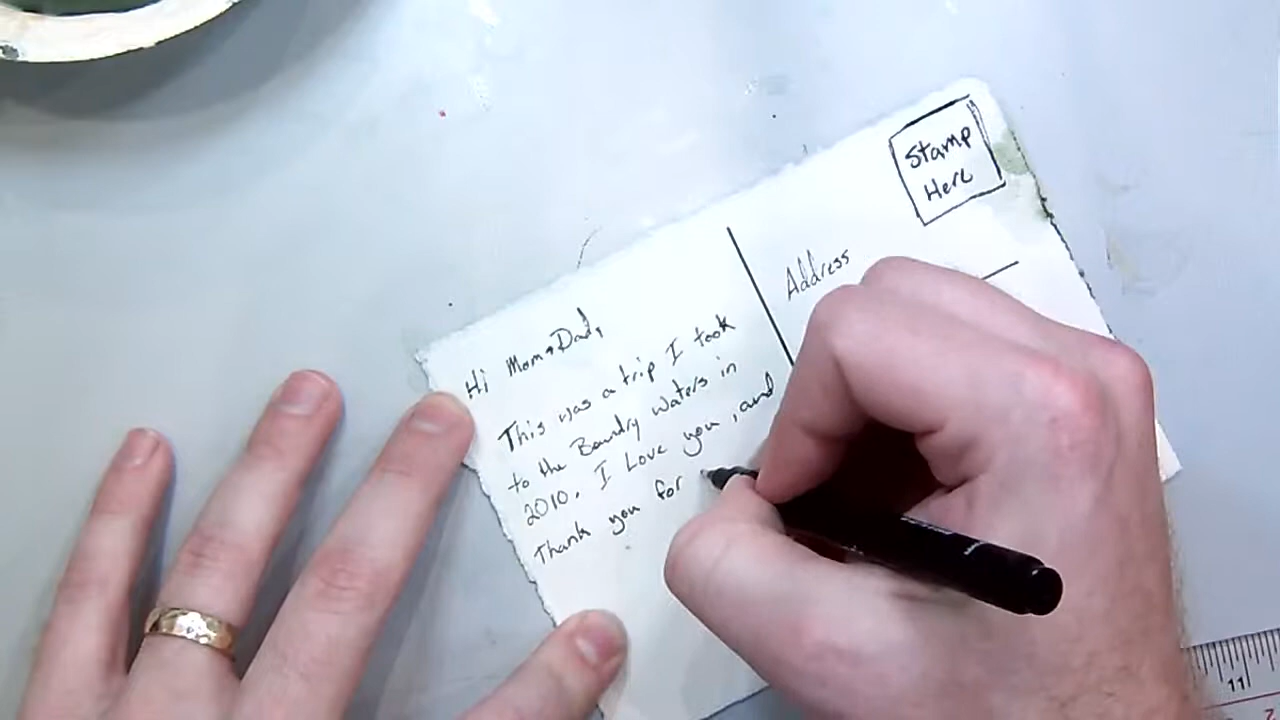 Stamp
Here
Address
Hi Mom + Dad,
This was a trip I took
to the Boundry Waters in
2010. I Love you, and
Thank you for
11